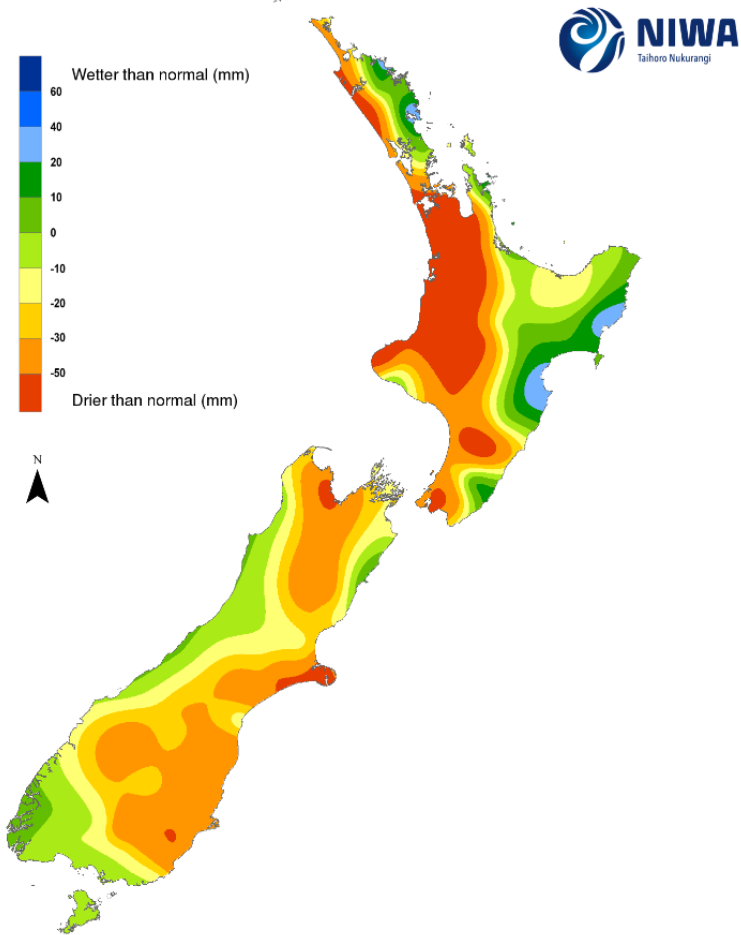 NIWA
Taihoro Nukurangi
Wetter than normal (mm)
60
40
20
10
0
-10
-20
-30
-50
Drier than normal (mm)
N